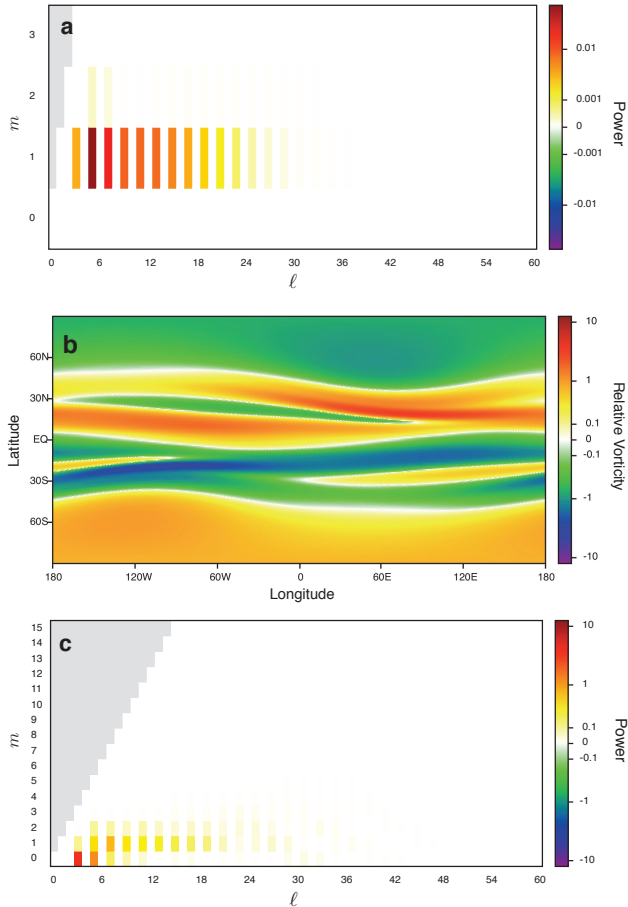 a
3
2
1
0
m
0 6 12 18 24 30 36 42 48 54 60
ℓ
0.01
0.001
0
-0.001
-0.01
Power
b
60N
30N
EQ
30S
60S
Latitude
180 120W 60W 0 60E 120E 180
Longitude
10
1
0.1
0
-0.1
-1
-10
Relative Vorticity
c
15
14
13
12
11
10
9
8
7
6
5
4
3
2
1
0
m
0 6 12 18 24 30 36 42 48 54 60
ℓ
10
1
0.1
0
-0.1
-1
-10
Power